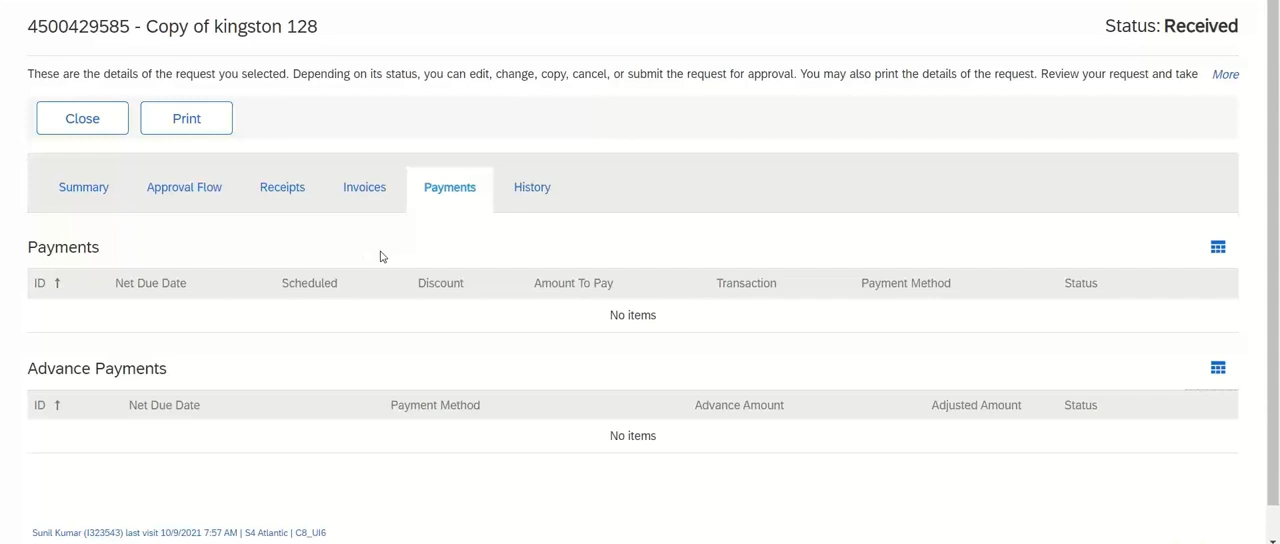 4500429585 - Copy of kingston 128 Status: Received
These are the details of the request you selected. Depending on its status, you can edit, change, copy, cancel, or submit the request for approval. You may also print the details of the request. Review your request and take More
Close Print
Summary Approval Flow Receipts Invoices Payments History
Payments
ID ↑ Net Due Date Scheduled Discount Amount To Pay Transaction Payment Method Status
No items
Advance Payments
ID ↑ Net Due Date Payment Method Advance Amount Adjusted Amount Status
No items
Sunil Kumar (I323543) last visit 10/9/2021 7:57 AM | S4 Atlantic | C8_UI6